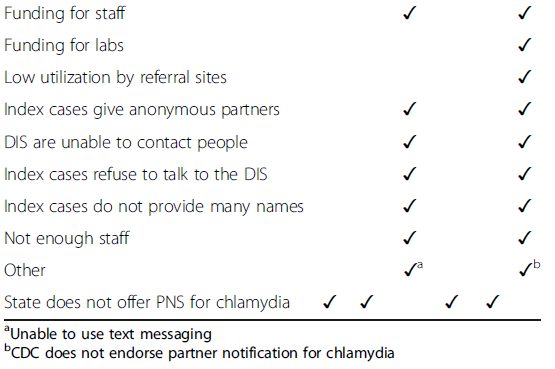 Funding for staff ✓ ✓
Funding for labs ✓
Low utilization by referral sites ✓
Index cases give anonymous partners ✓ ✓
DIS are unable to contact people ✓ ✓
Index cases refuse to talk to the DIS ✓ ✓
Index cases do not provide many names ✓ ✓
Not enough staff ✓ ✓
Other ✓a ✓b
State does not offer PNS for chlamydia ✓ ✓ ✓ ✓
aUnable to use text messaging
bCDC does not endorse partner notification for chlamydia